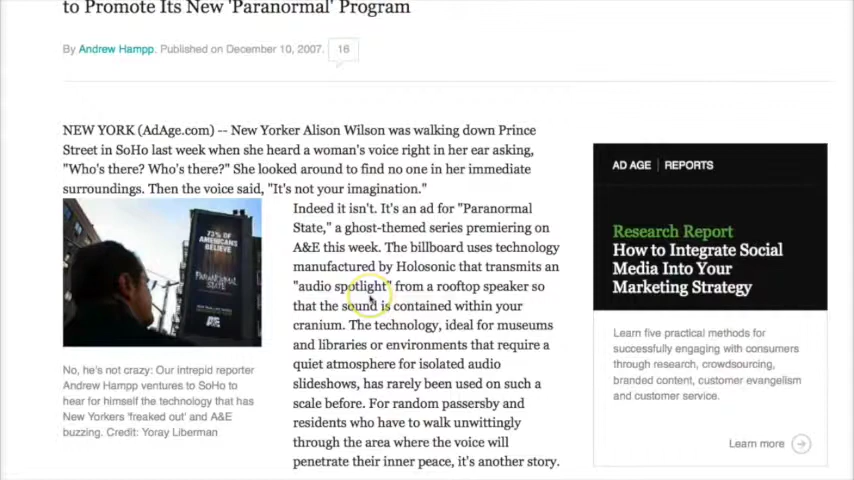 to Promote Its New 'Paranormal' Program
By Andrew Hampp. Published on December 10, 2007. 16
NEW YORK (AdAge.com) -- New Yorker Alison Wilson was walking down Prince
Street in SoHo last week when she heard a woman's voice right in her ear asking,
"Who's there? Who's there?" She looked around to find no one in her immediate
surroundings. Then the voice said, "It's not your imagination."
73% OF
AMERICANS
BELIEVE
PARANORMAL
STATE
A&E
No, he's not crazy: Our intrepid reporter
Andrew Hampp ventures to SoHo to
hear for himself the technology that has
New Yorkers 'freaked out' and A&E
buzzing. Credit: Yoray Liberman
Indeed it isn't. It's an ad for "Paranormal
State," a ghost-themed series premiering on
A&E this week. The billboard uses technology
manufactured by Holosonic that transmits an
"audio spotlight" from a rooftop speaker so
that the sound is contained within your
cranium. The technology, ideal for museums
and libraries or environments that require a
quiet atmosphere for isolated audio
slideshows, has rarely been used on such a
scale before. For random passersby and
residents who have to walk unwittingly
through the area where the voice will
penetrate their inner peace, it's another story.
AD AGE | REPORTS
Research Report
How to Integrate Social
Media Into Your
Marketing Strategy
Learn five practical methods for
successfully engaging with consumers
through research, crowdsourcing,
branded content, customer evangelism
and customer service.
Learn more